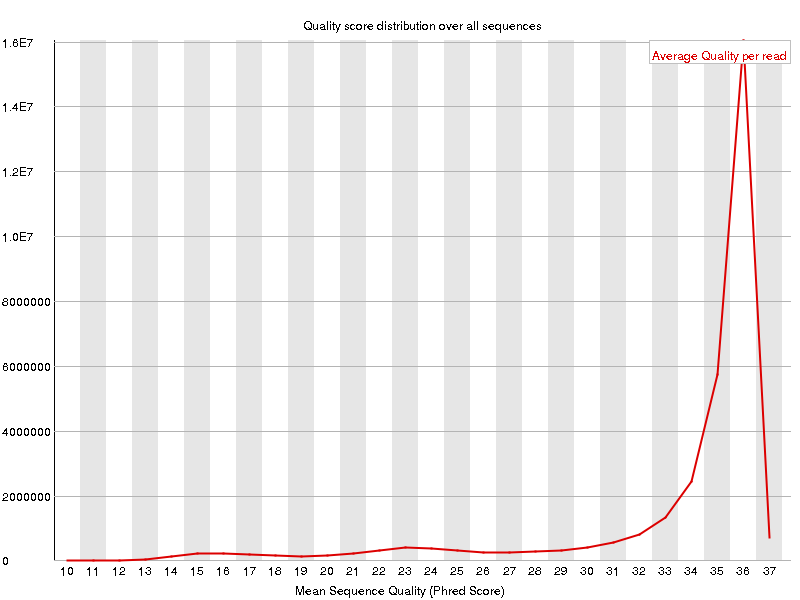 Quality score distribution over all sequences
1.6E7
Average Quality per read
1.4E7
1.2E7
1.0E7
8000000
6000000
4000000
2000000
0
10 11 12 13 14 15 16 17 18 19 20 21 22 23 24 25 26 27 28 29 30 31 32 33 34 35 36 37
Mean Sequence Quality (Phred Score)